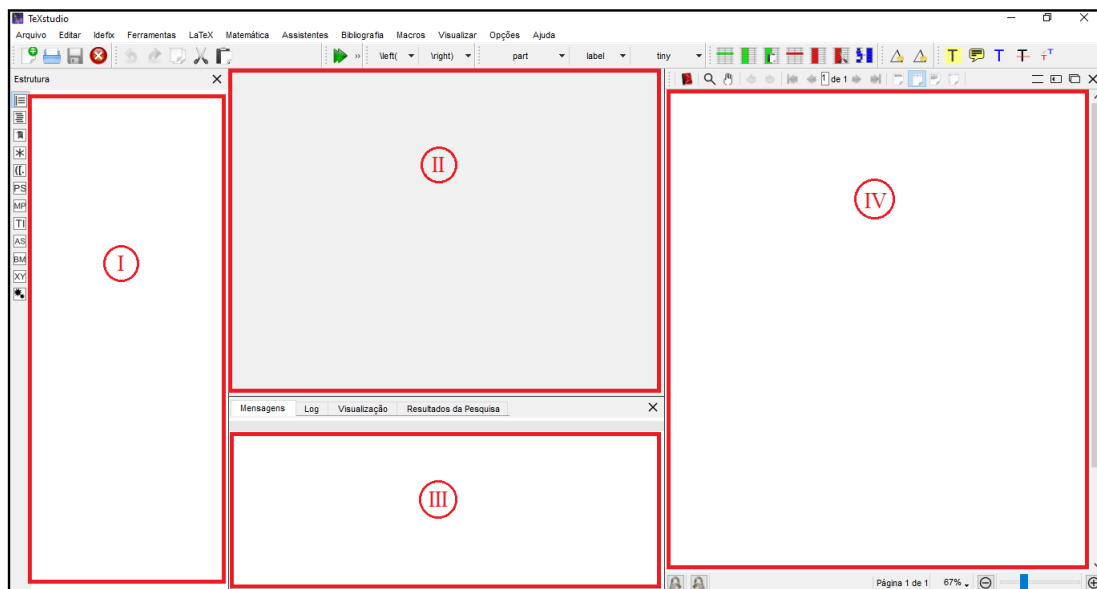 TeXstudio
Arquivo Editar Idefix Ferramentas LaTeX Matemática Assistentes Bibliografia Macros Visualizar Opções Ajuda
\left( \right) part label tiny
Estrutura
1 de 1
PS
MP
TI
AS
BM
XY
I
II
IV
Mensagens Log Visualização Resultados da Pesquisa
III
Página 1 de 1 67%